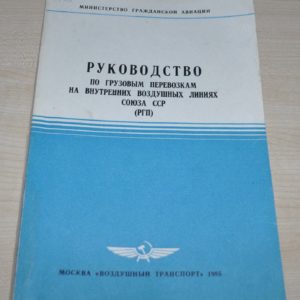 МИНИСТЕРСТВО ГРАЖДАНСКОЙ АВИАЦИИ
РУКОВОДСТВО
ПО ГРУЗОВЫМ ПЕРЕВОЗКАМ
НА ВНУТРЕННИХ ВОЗДУШНЫХ ЛИНИЯХ
СОЮЗА ССР
(РГП)
МОСКВА «ВОЗДУШНЫЙ ТРАНСПОРТ»